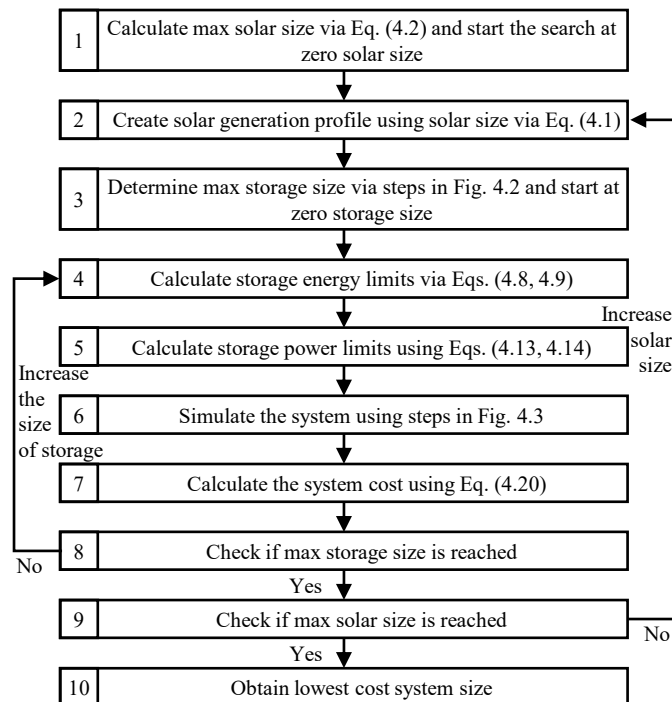 1
Calculate max solar size via Eq. (4.2) and start the search at
zero solar size
2
Create solar generation profile using solar size via Eq. (4.1)
3
Determine max storage size via steps in Fig. 4.2 and start at
zero storage size
4
Calculate storage energy limits via Eqs. (4.8, 4.9)
Increase
solar
size
5
Calculate storage power limits using Eqs. (4.13, 4.14)
Increase
the
size
of storage
6
Simulate the system using steps in Fig. 4.3
7
Calculate the system cost using Eq. (4.20)
8
Check if max storage size is reached
No
Yes
9
Check if max solar size is reached
No
Yes
10
Obtain lowest cost system size